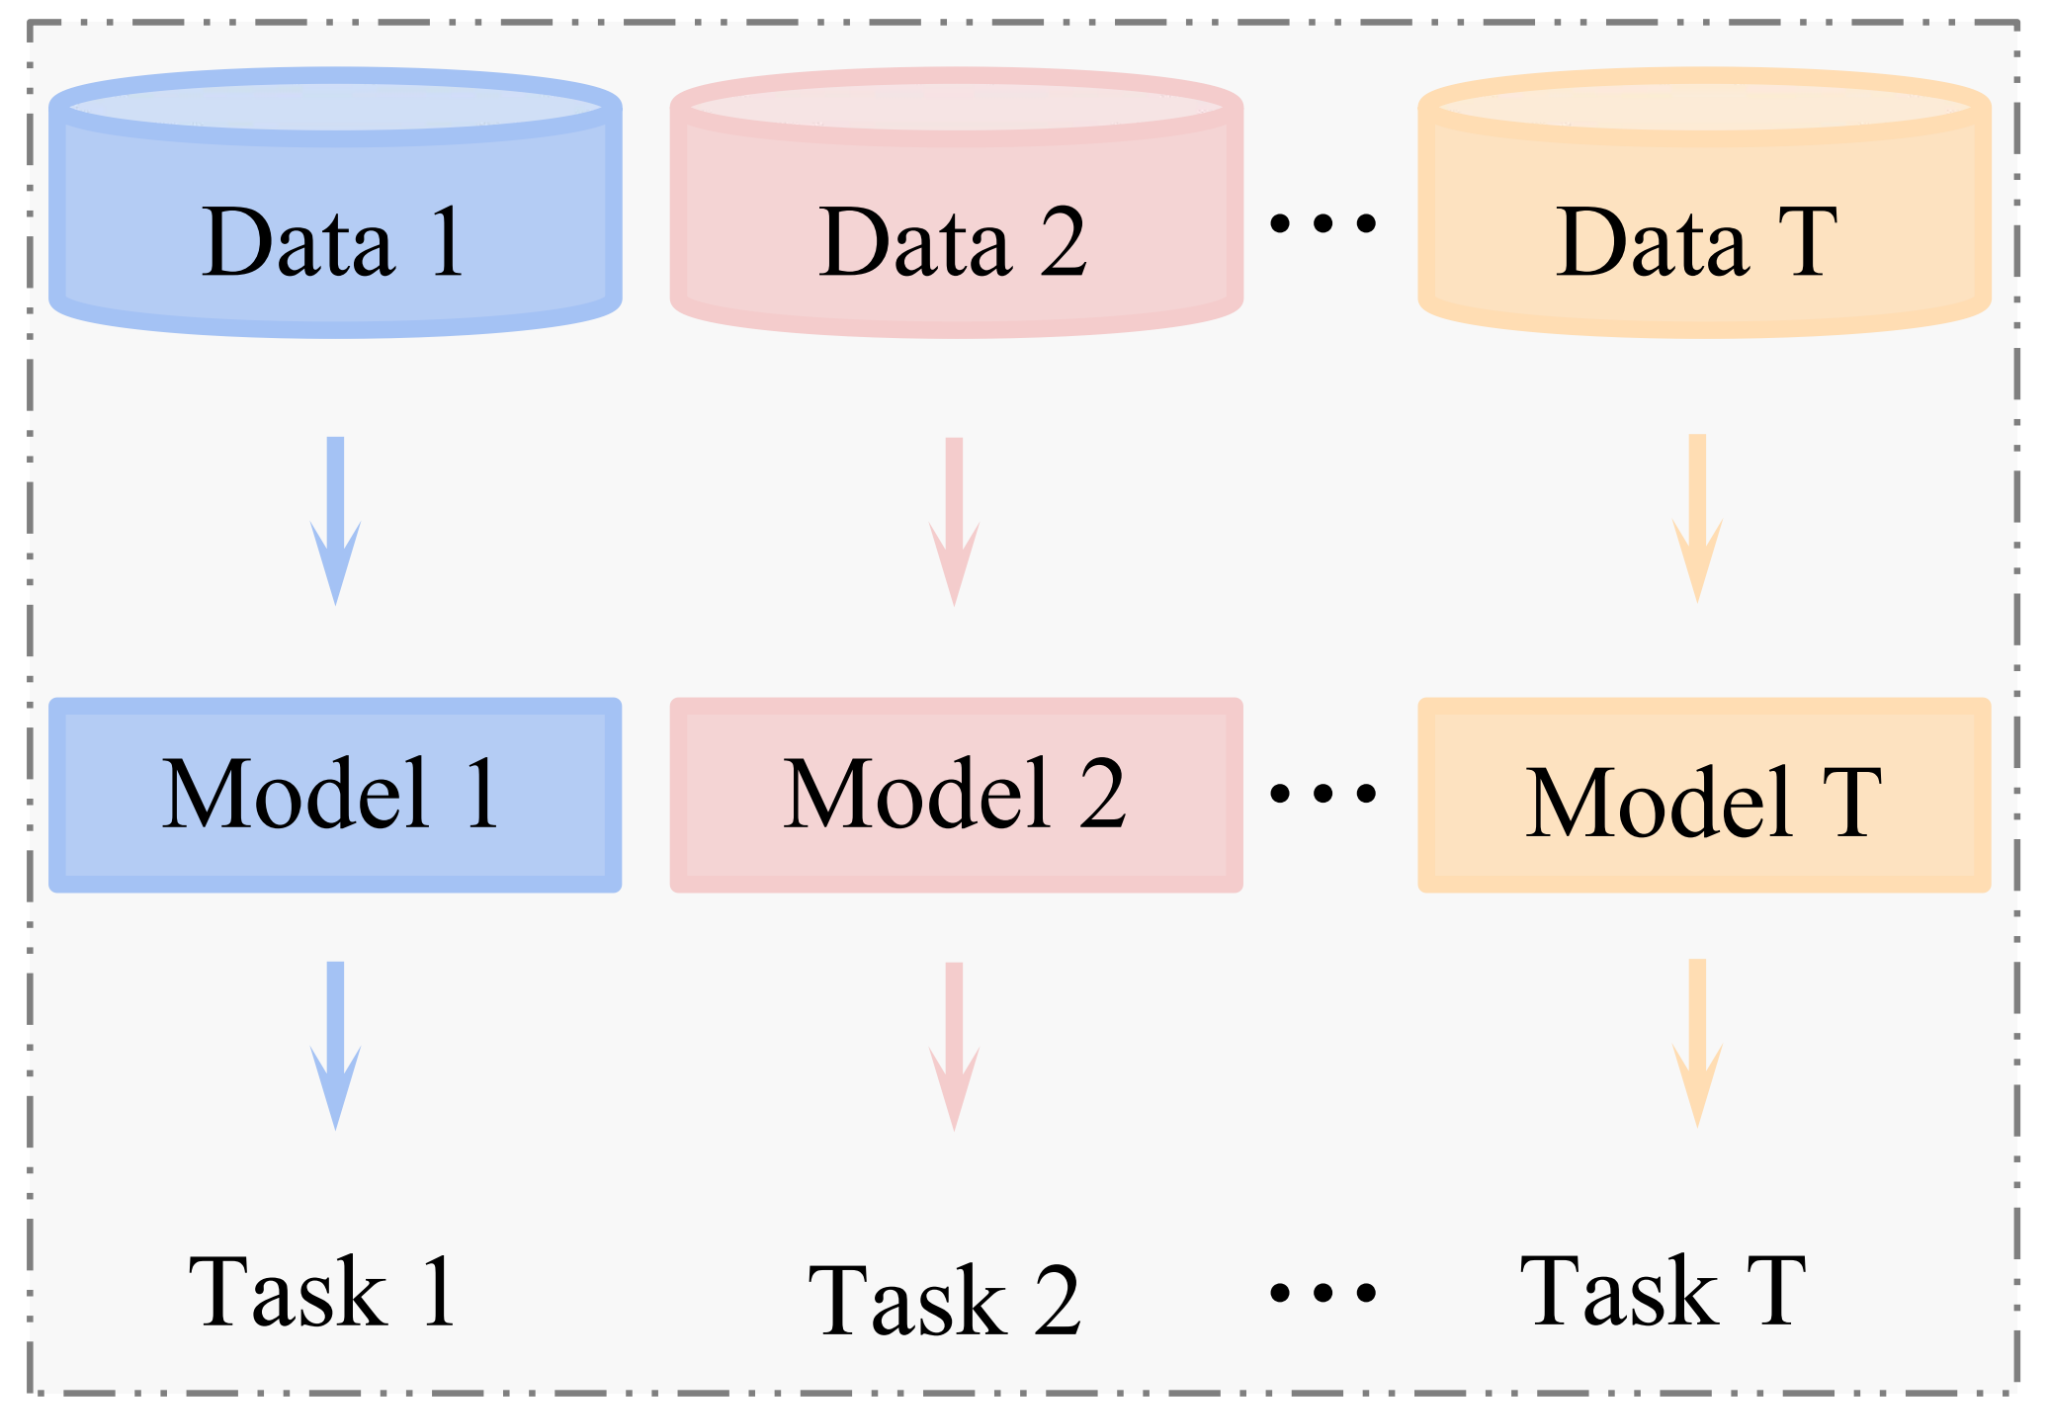 Data 1 Data 2 ... Data T
Model 1 Model 2 ... Model T
Task 1 Task 2 ... Task T